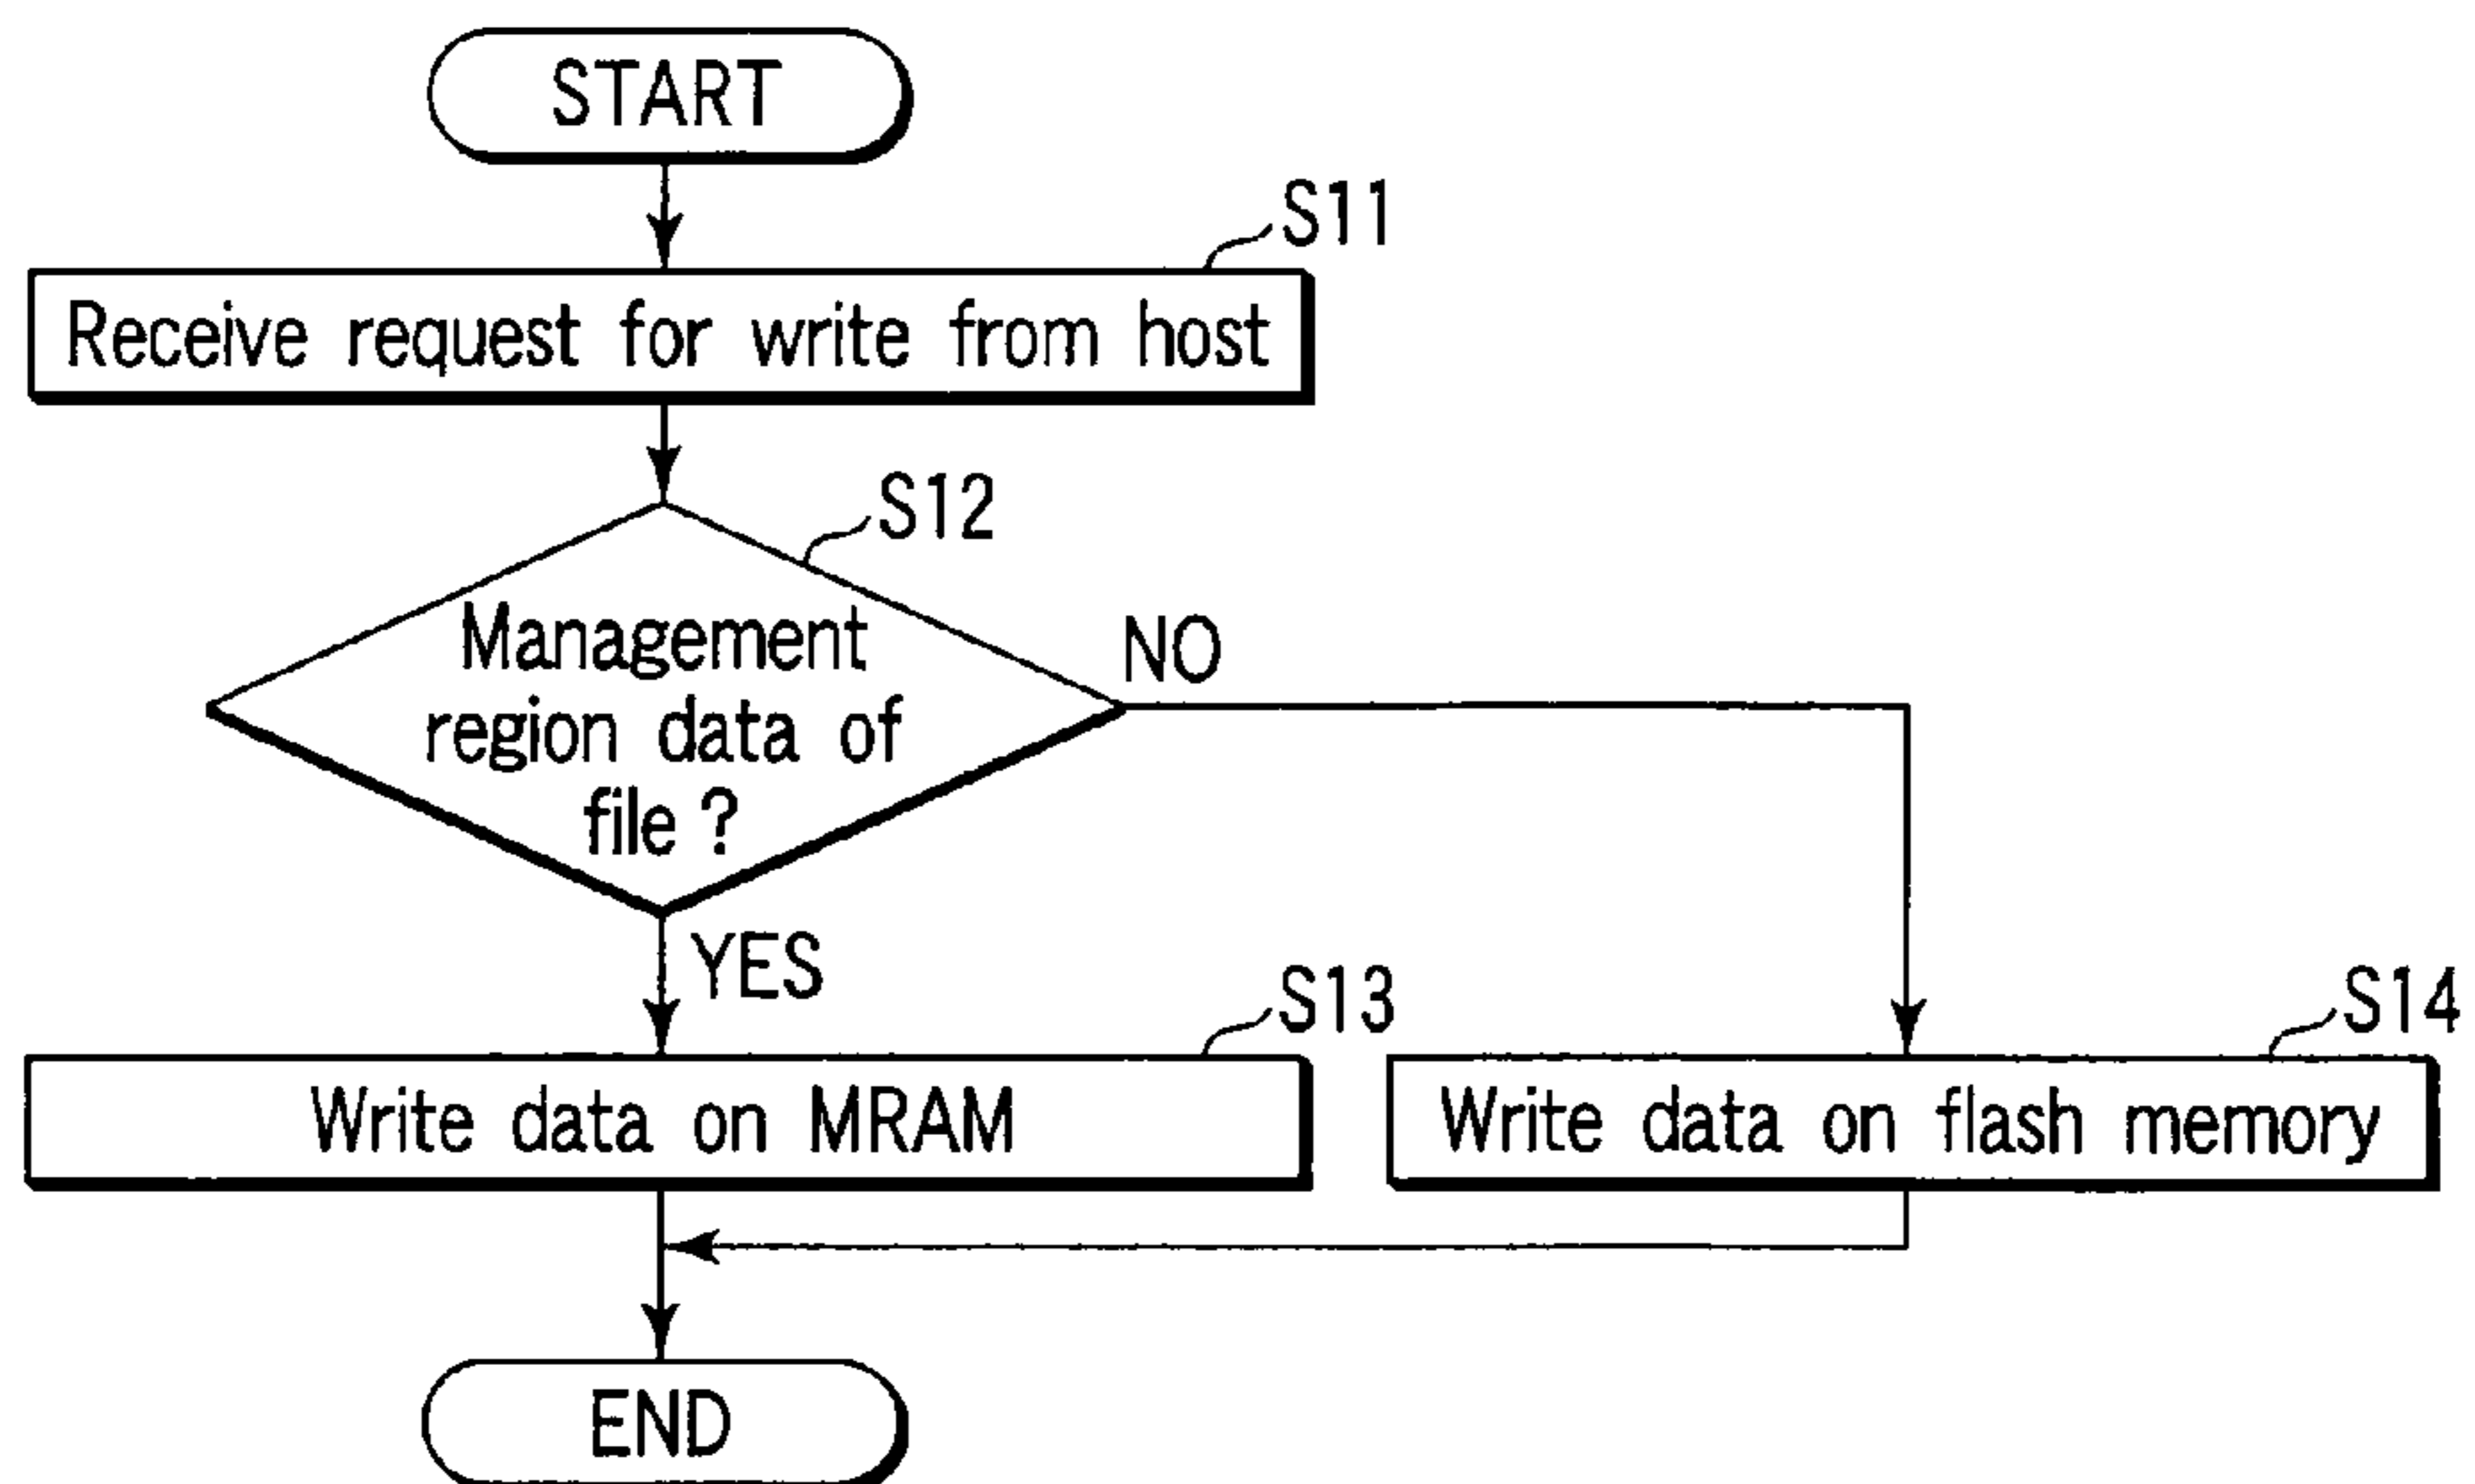 START
S11
Receive request for write from host
S12
Management
region data of
file ?
NO
YES
S13
Write data on MRAM
S14
Write data on flash memory
END